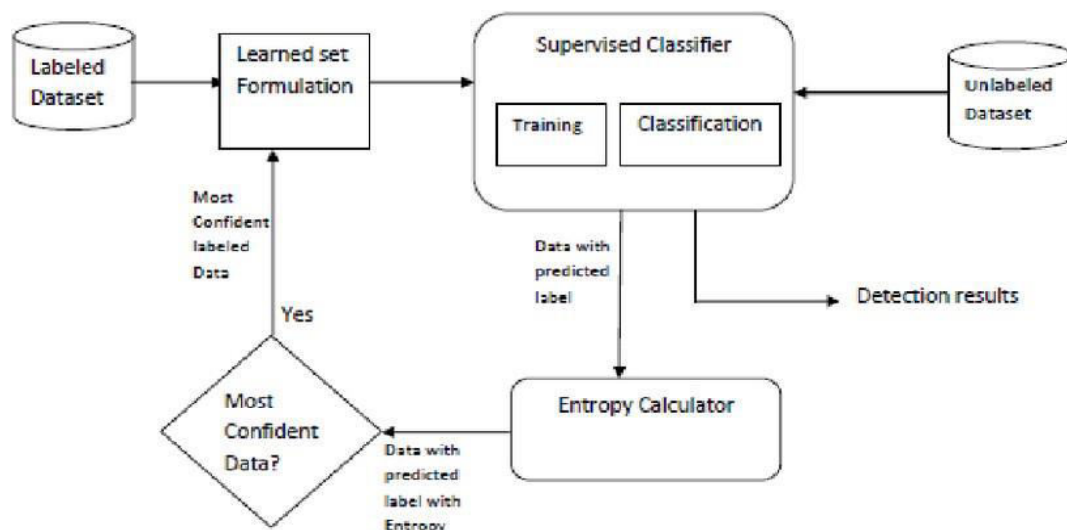 Labeled
Dataset
Learned set
Formulation
Supervised Classifier
Training
Classification
Unlabeled
Dataset
Most
Confident
labeled
Data
Yes
Data with
predicted
label
Detection results
Most
Confident
Data?
Entropy Calculator
Data with
predicted
label with
Entropy